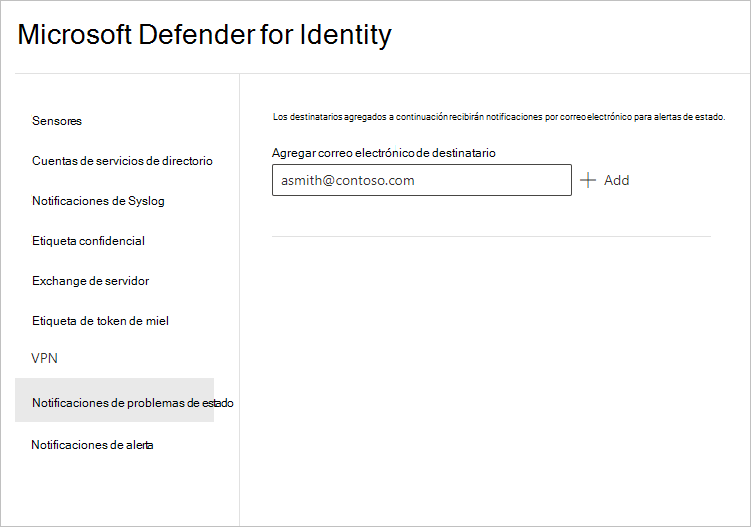 Microsoft Defender for Identity
Sensores
Cuentas de servicios de directorio
Notificaciones de Syslog
Etiqueta confidencial
Exchange de servidor
Etiqueta de token de miel
VPN
Notificaciones de problemas de estado
Notificaciones de alerta
Los destinatarios agregados a continuación recibirán notificaciones por correo electrónico para alertas de estado.
Agregar correo electrónico de destinatario
asmith@contoso.com + Add